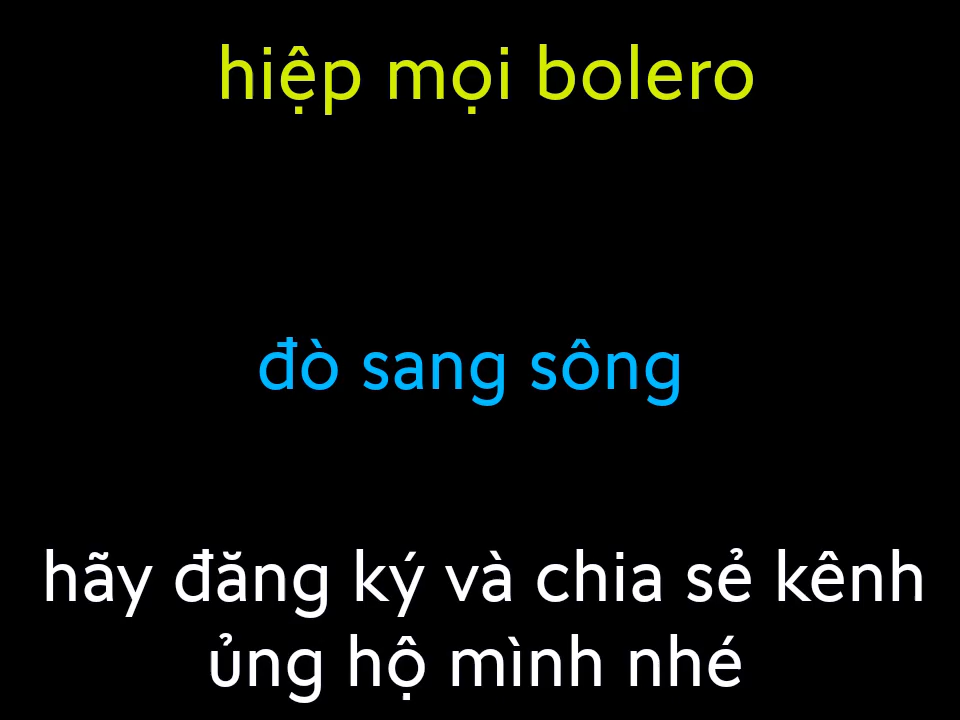 hiệp mọi bolero
đò sang sông
hãy đăng ký và chia sẻ kênh
ủng hộ mình nhé